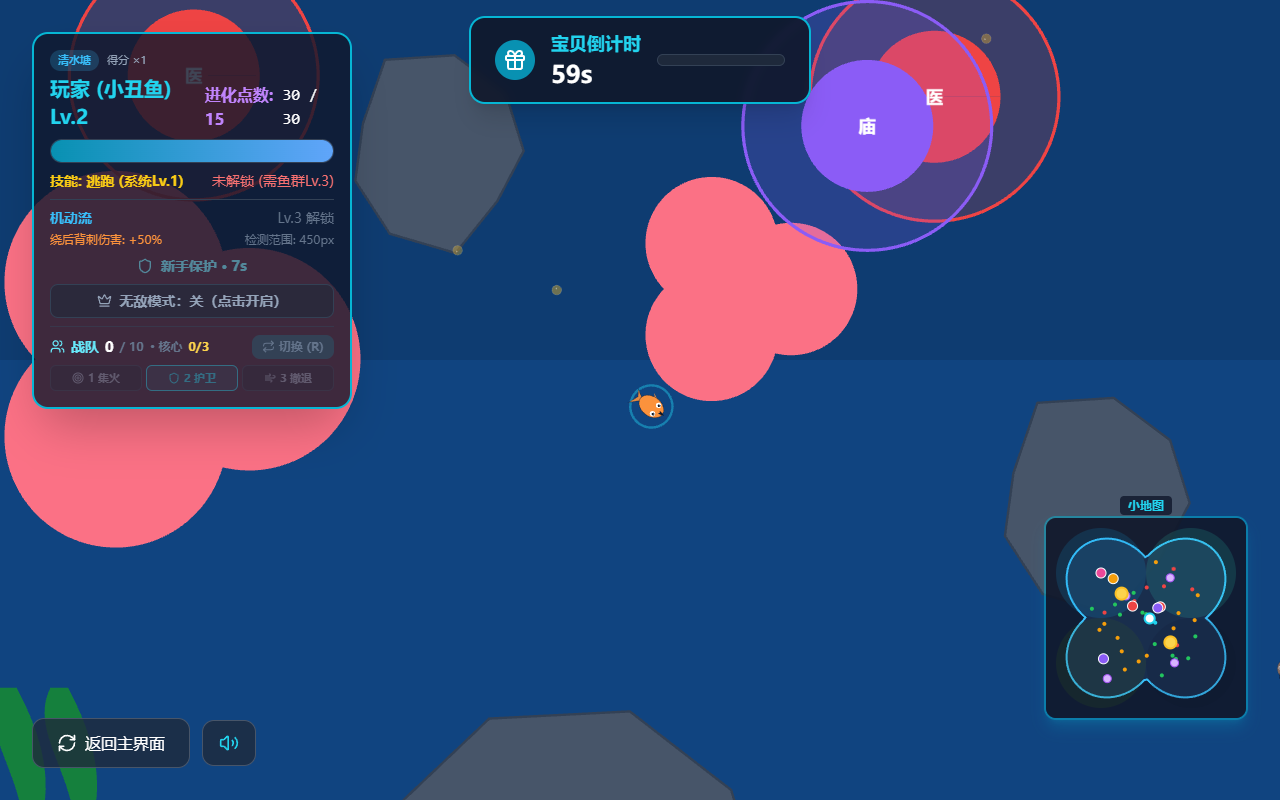 清水塘 得分 ×1
医
玩家 (小丑鱼) Lv.2
进化点数: 30 / 15 30
技能: 逃跑 (系统Lv.1) 未解锁 (需鱼群Lv.3)
机动流 Lv.3 解锁
绕后背刺伤害: +50% 检测范围: 450px
新手保护 • 7s
无敌模式: 关 (点击开启)
战队 0 / 10 • 核心 0/3 切换 (R)
1 集火 2 护卫 3 撤退
宝贝倒计时
59s
医
庙
小地图
返回主界面